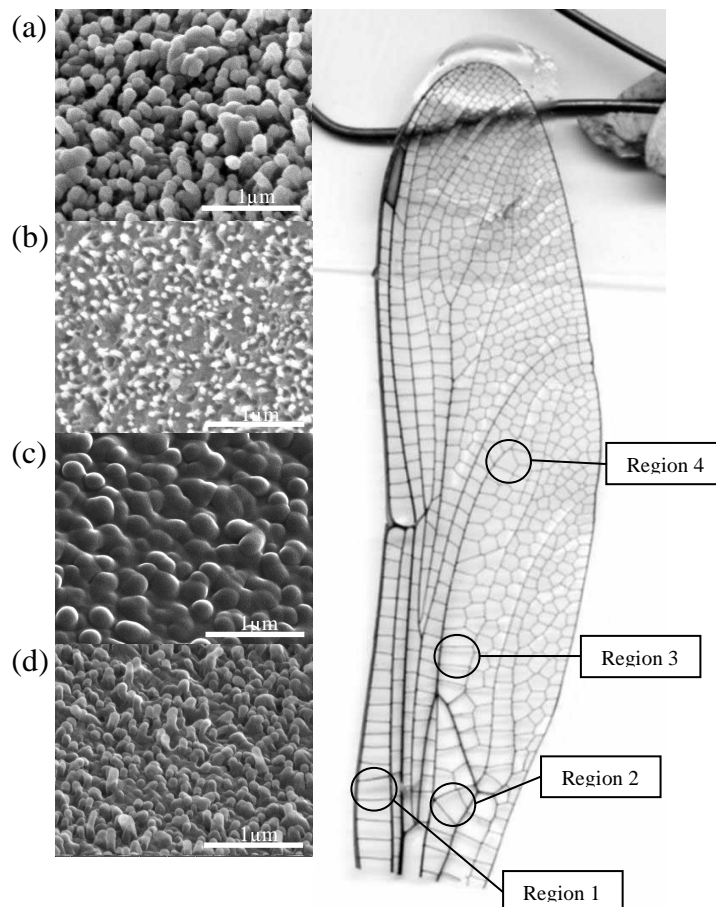 (a)
1µm
(b)
1µm
(c)
1µm
(d)
1µm
Region 4
Region 3
Region 2
Region 1